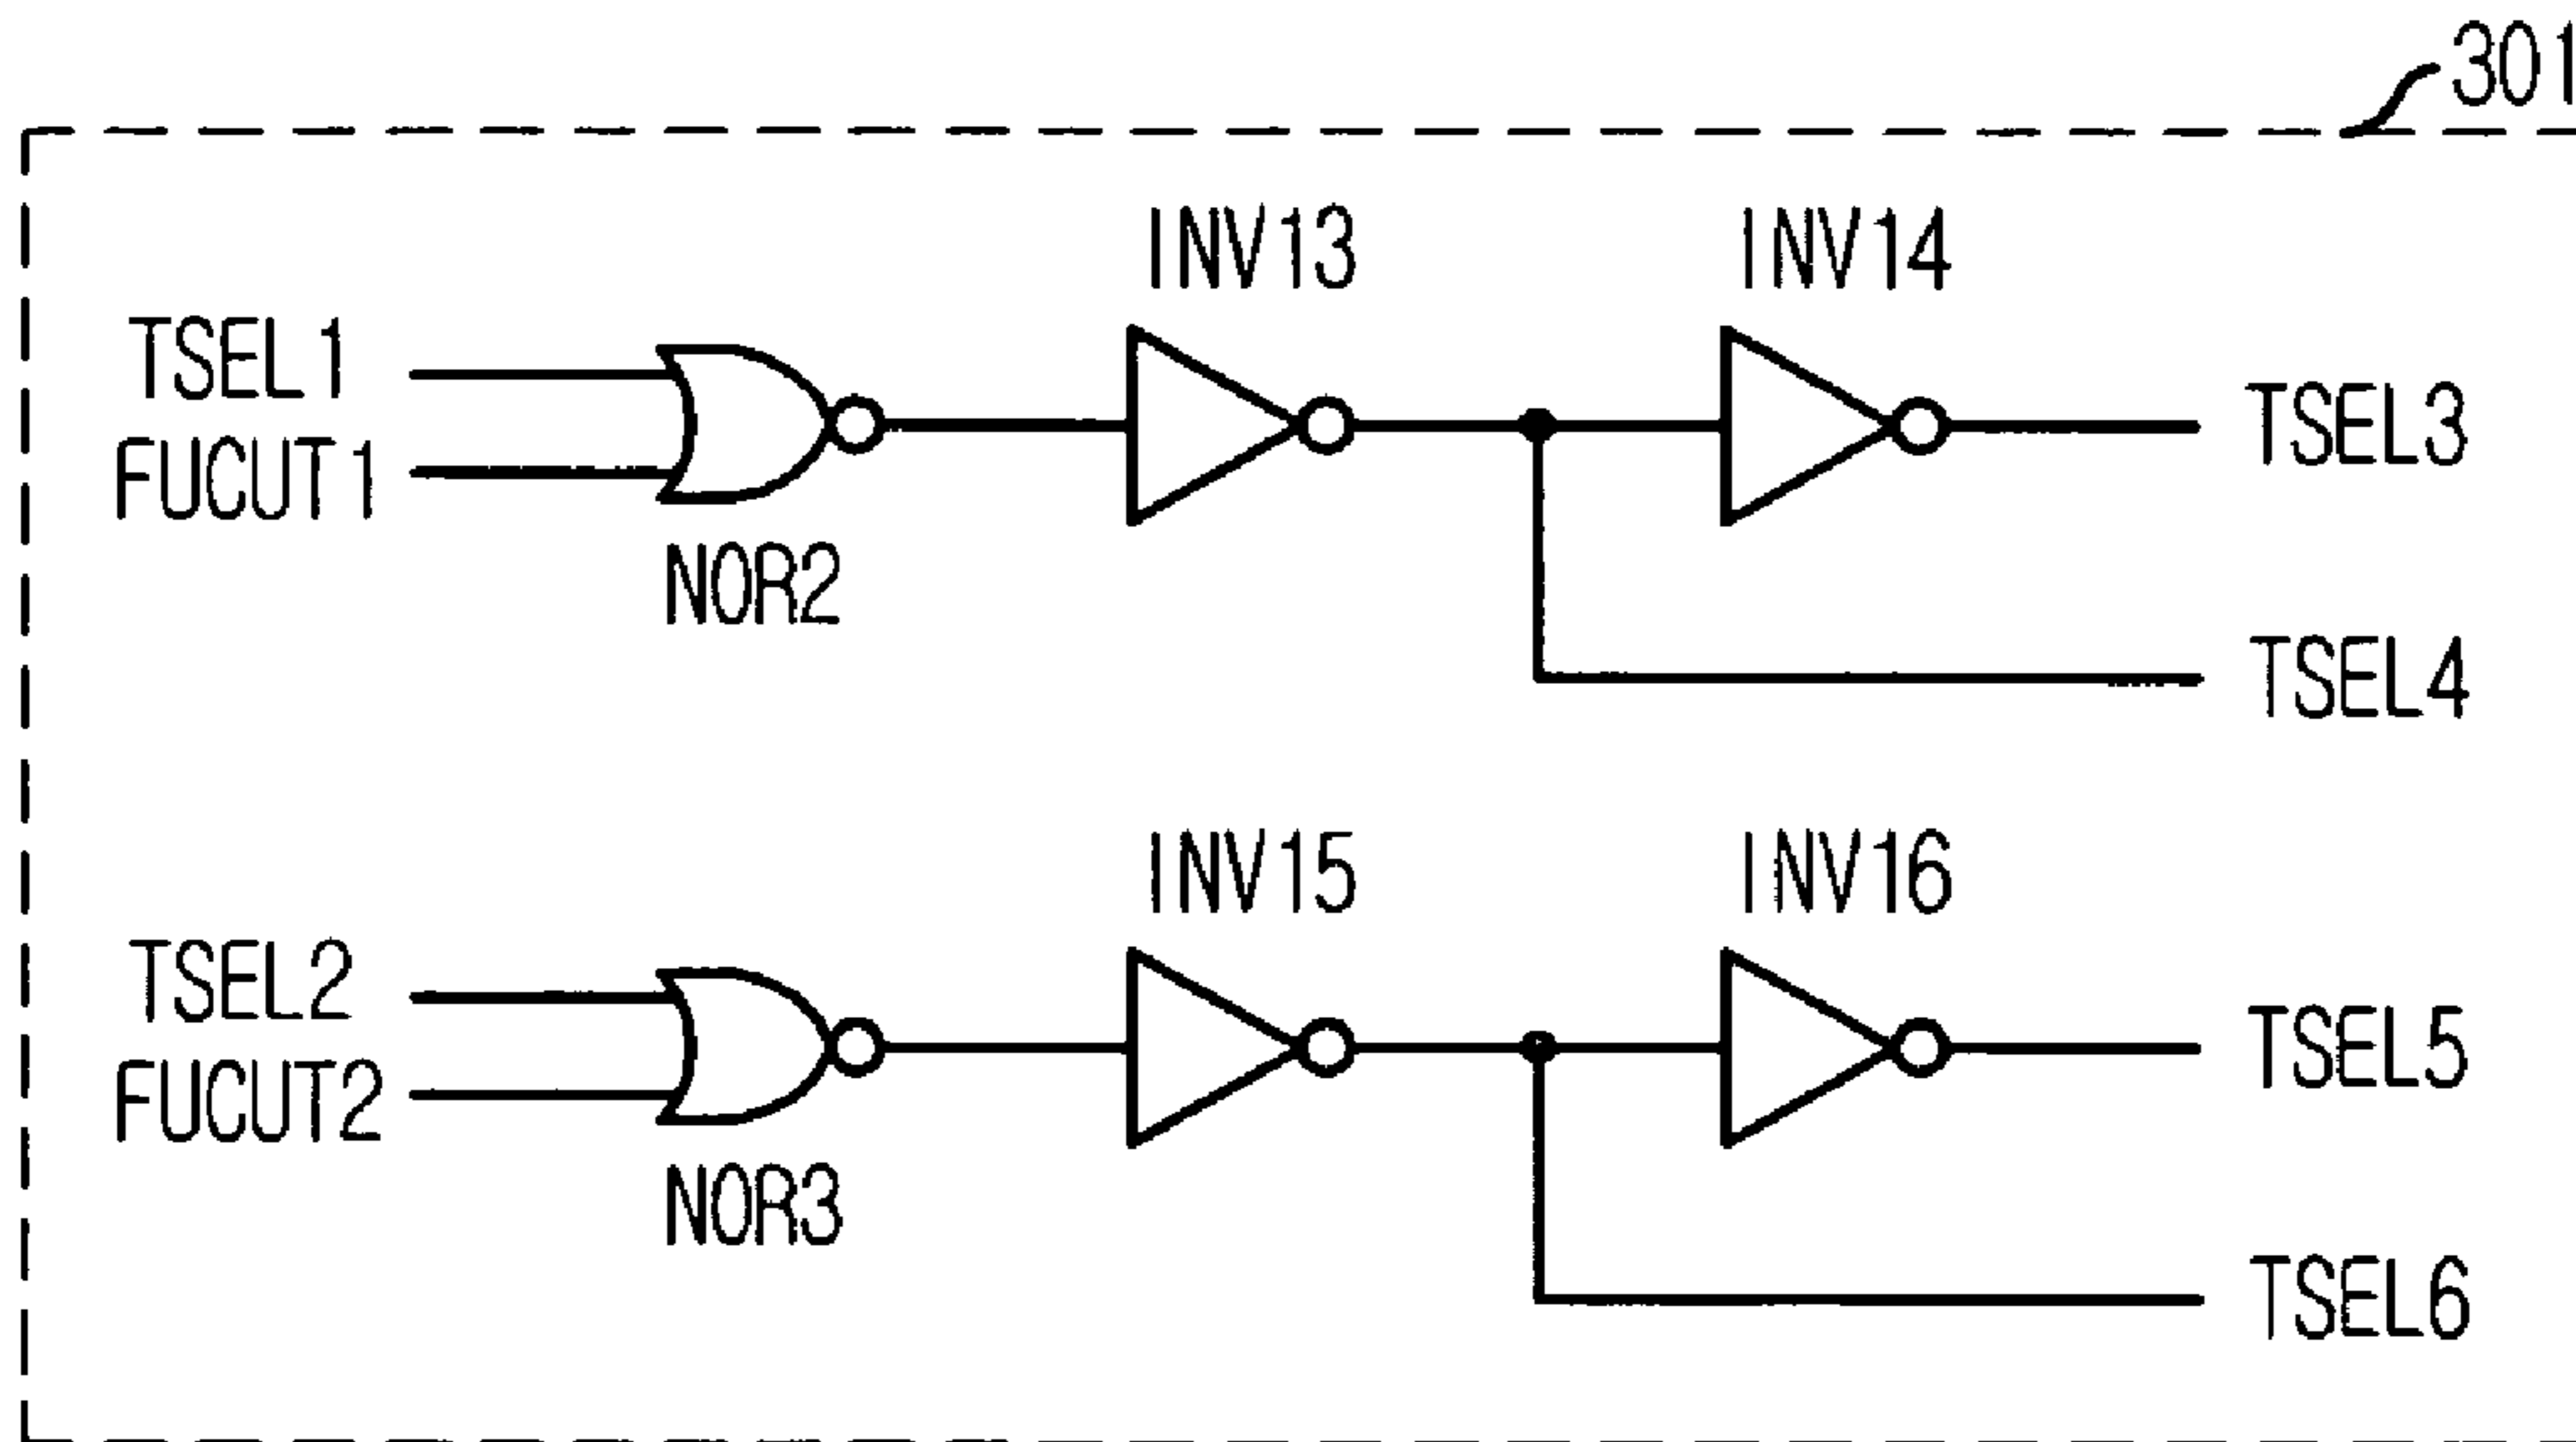 301
INV13
INV14
TSEL1
FUCUT1
NOR2
TSEL3
TSEL4
INV15
INV16
TSEL2
FUCUT2
NOR3
TSEL5
TSEL6